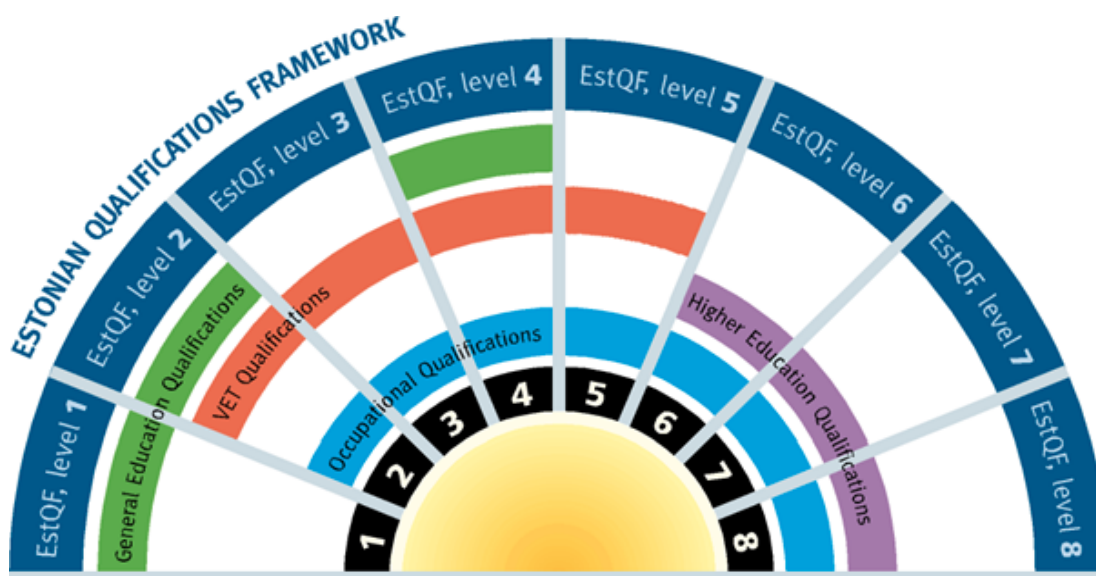 ESTONIAN QUALIFICATIONS FRAMEWORK
EstQF, level 1
EstQF, level 2
EstQF, level 3
EstQF, level 4
EstQF, level 5
EstQF, level 6
EstQF, level 7
EstQF, level 8
General Education Qualifications
VET Qualifications
Occupational Qualifications
Higher Education Qualifications
1
2
3
4
5
6
7
8